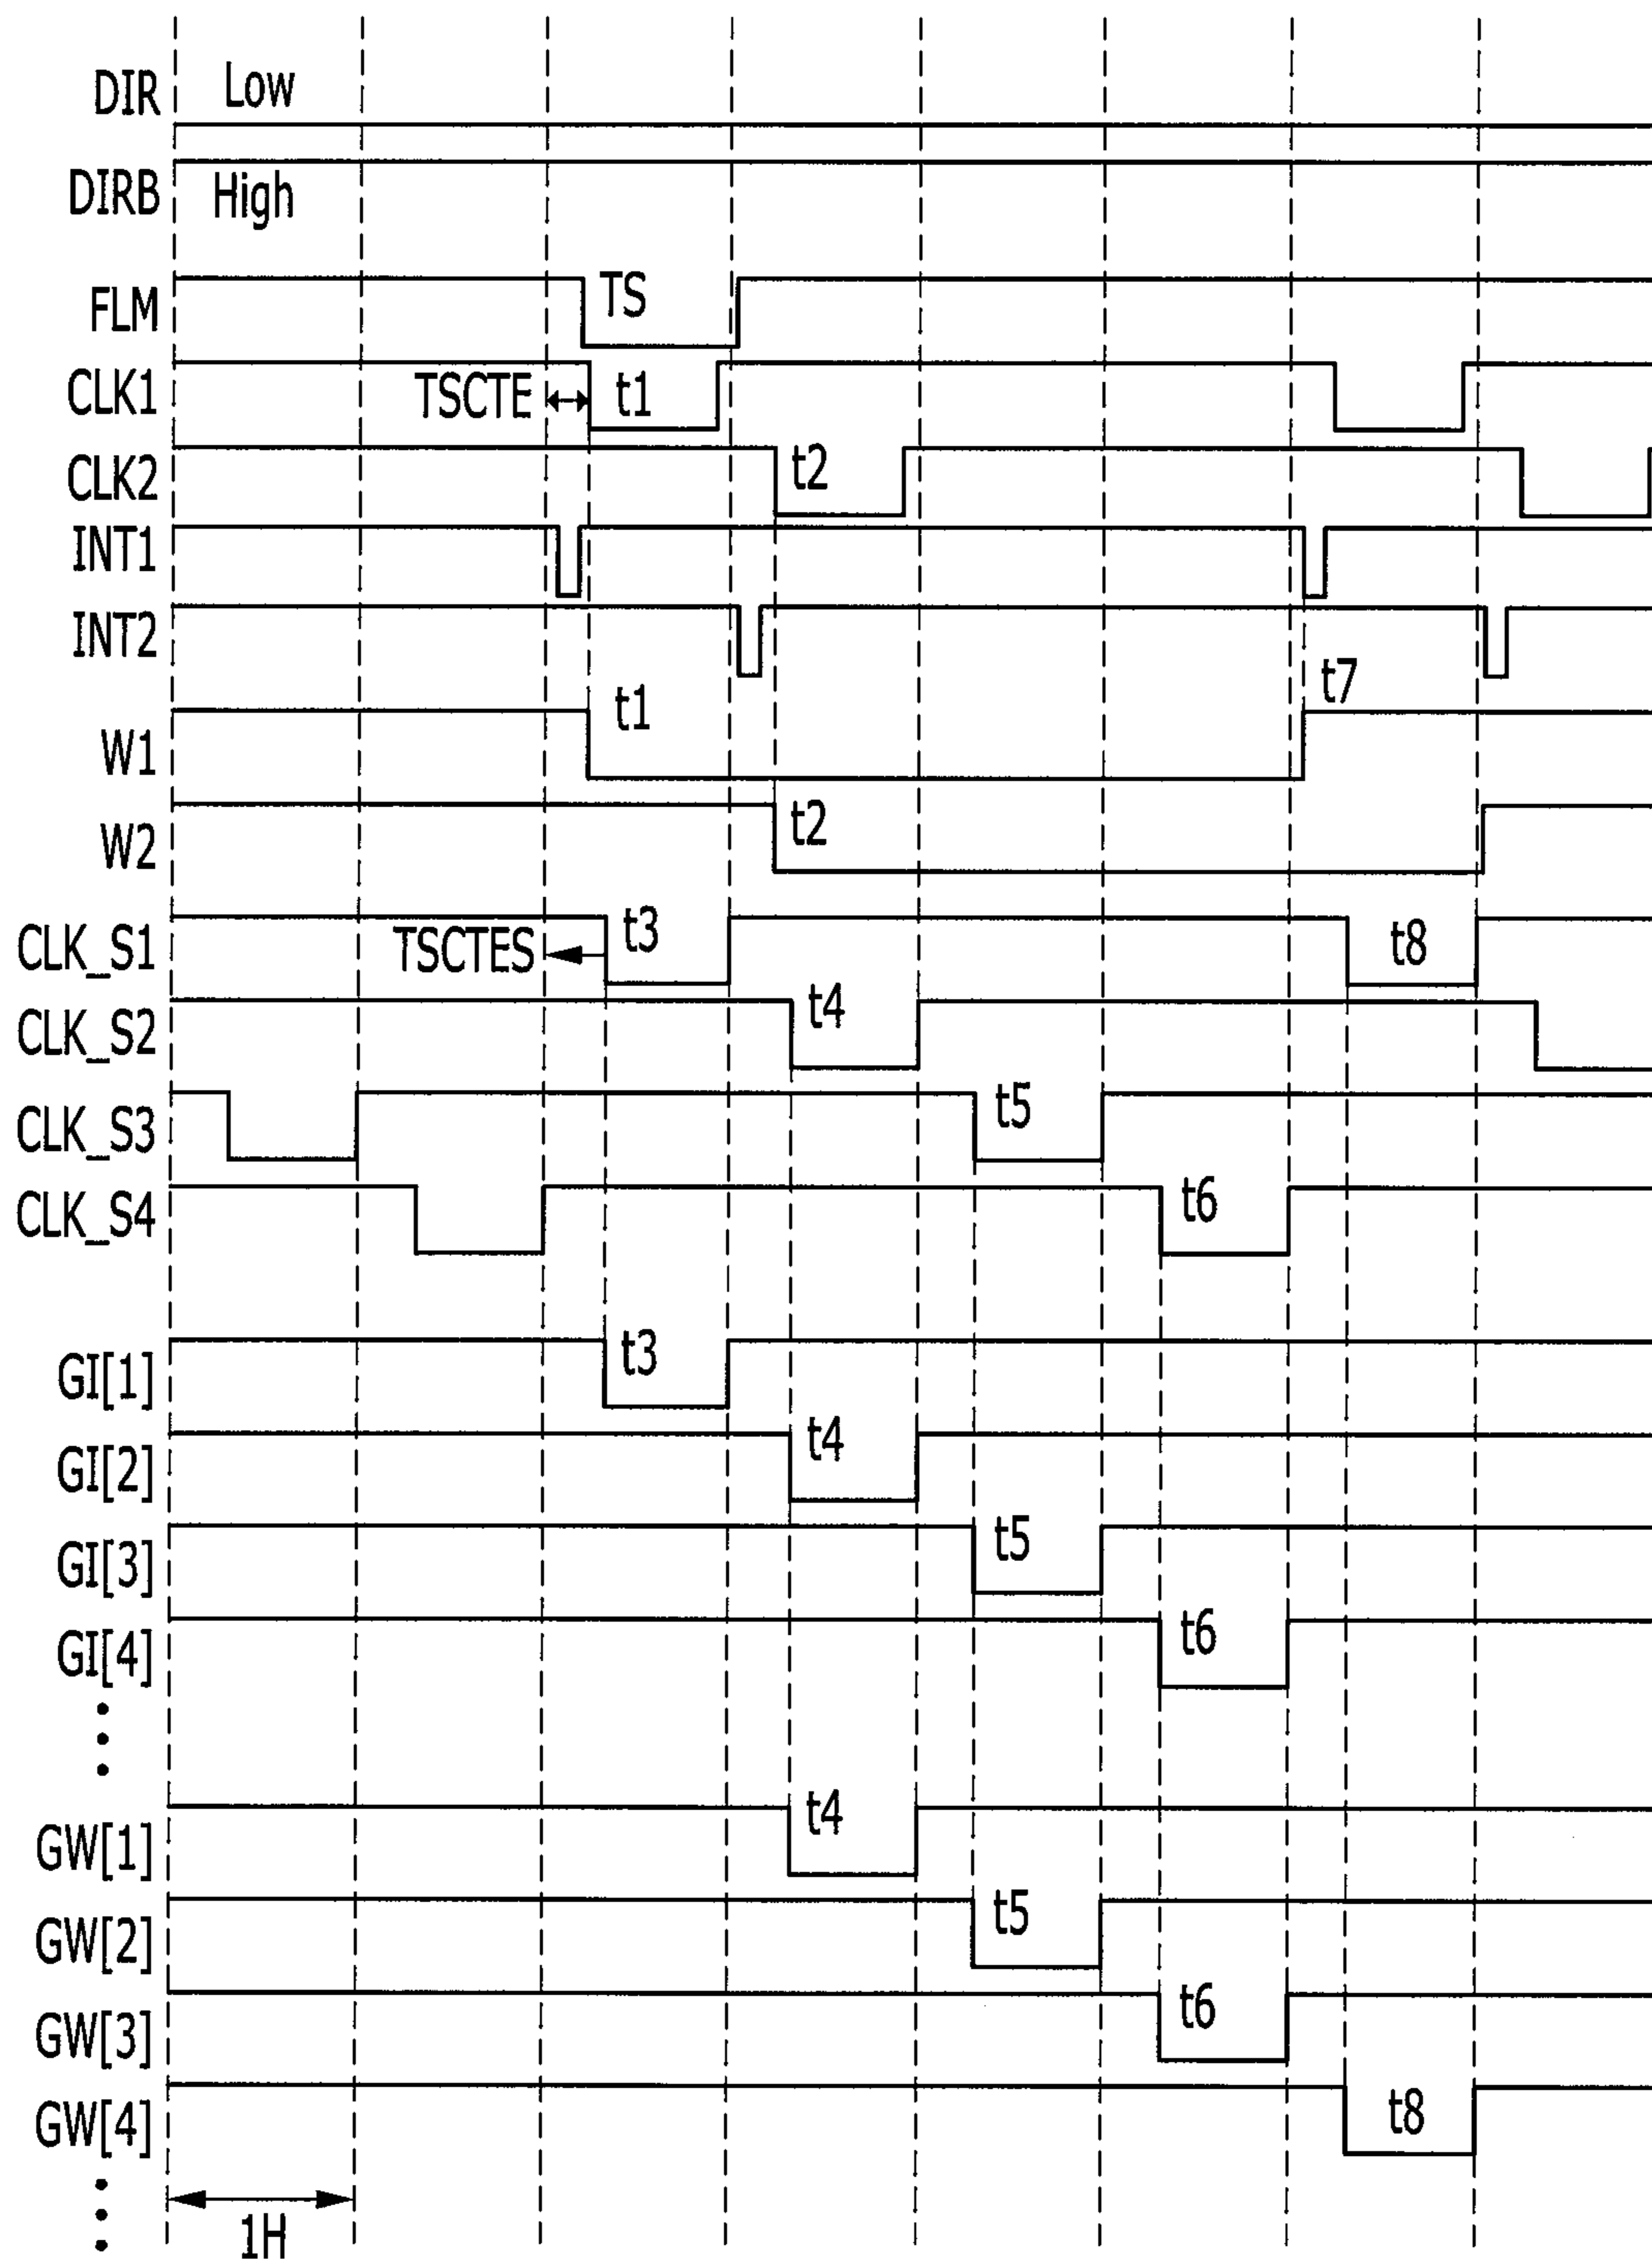 DIR Low
DIRB High
FLM TS
CLK1 TSCTE t1
CLK2 t2
INT1
INT2
t7
W1 t1
W2 t2
CLK_S1 TSCTES t3 t8
CLK_S2 t4
CLK_S3 t5
CLK_S4 t6
GI[1] t3
GI[2] t4
GI[3] t5
GI[4] t6
GW[1] t4
GW[2] t5
GW[3] t6
GW[4] t8
1H